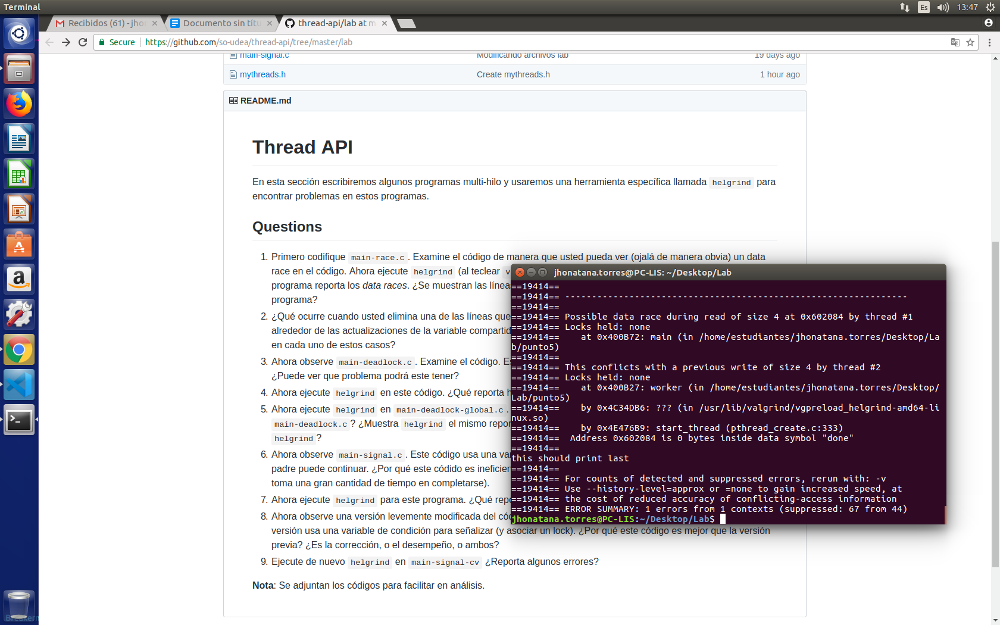 Terminal
Es
13:47
Recibidos (61) - jhor
Documento sin títu
thread-api/lab at m
Secure
https://github.com/so-udea/thread-api/tree/master/lab
main-signal.c Modificando archivos lab 19 days ago
mythreads.h Create mythreads.h 1 hour ago
README.md
Thread API
En esta sección escribiremos algunos programas multi-hilo y usaremos una herramienta específica llamada helgrind para
encontrar problemas en estos programas.
Questions
1. Primero codifique main-race.c. Examine el código de manera que usted pueda ver (ojalá de manera obvia) un data
race en el código. Ahora ejecute helgrind (al teclear v
programa reporta los data races. ¿Se muestran las línea
programa?
2. ¿Qué ocurre cuando usted elimina una de las líneas que
alrededor de las actualizaciones de la variable compartid
en cada uno de estos casos?
3. Ahora observe main-deadlock.c. Examine el código. Es
¿Puede ver que problema podrá este tener?
4. Ahora ejecute helgrind en este código. ¿Qué reporta h
5. Ahora ejecute helgrind en main-deadlock-global.c.
main-deadlock.c? ¿Muestra helgrind el mismo repor
helgrind?
6. Ahora observe main-signal.c. Este código usa una var
padre puede continuar. ¿Por qué este códido es ineficien
toma una gran cantidad de tiempo en completarse).
7. Ahora ejecute helgrind para este programa. ¿Qué repo
8. Ahora observe una versión levemente modificada del cód
versión usa una variable de condición para señalizar (y asociar un lock). ¿Por qué este código es mejor que la versión
previa? ¿Es la corrección, o el desempeño, o ambos?
9. Ejecute de nuevo helgrind en main-signal-cv ¿Reporta algunos errores?
Nota: Se adjuntan los códigos para facilitar en análisis.
jhonatana.torres@PC-LIS: ~/Desktop/Lab
==19414==
==19414== ----------------------------------------------------------------
==19414==
==19414== Possible data race during read of size 4 at 0x602084 by thread #1
==19414== Locks held: none
==19414==    at 0x400B72: main (in /home/estudiantes/jhonatana.torres/Desktop/La
b/punto5)
==19414==
==19414== This conflicts with a previous write of size 4 by thread #2
==19414== Locks held: none
==19414==    at 0x400B27: worker (in /home/estudiantes/jhonatana.torres/Desktop/
Lab/punto5)
==19414==    by 0x4C34DB6: ??? (in /usr/lib/valgrind/vgpreload_helgrind-amd64-li
nux.so)
==19414==    by 0x4E476B9: start_thread (pthread_create.c:333)
==19414==  Address 0x602084 is 0 bytes inside data symbol "done"
==19414==
this should print last
==19414==
==19414== For counts of detected and suppressed errors, rerun with: -v
==19414== Use --history-level=approx or =none to gain increased speed, at
==19414== the cost of reduced accuracy of conflicting-access information
==19414== ERROR SUMMARY: 1 errors from 1 contexts (suppressed: 67 from 44)
jhonatana.torres@PC-LIS:~/Desktop/Lab$